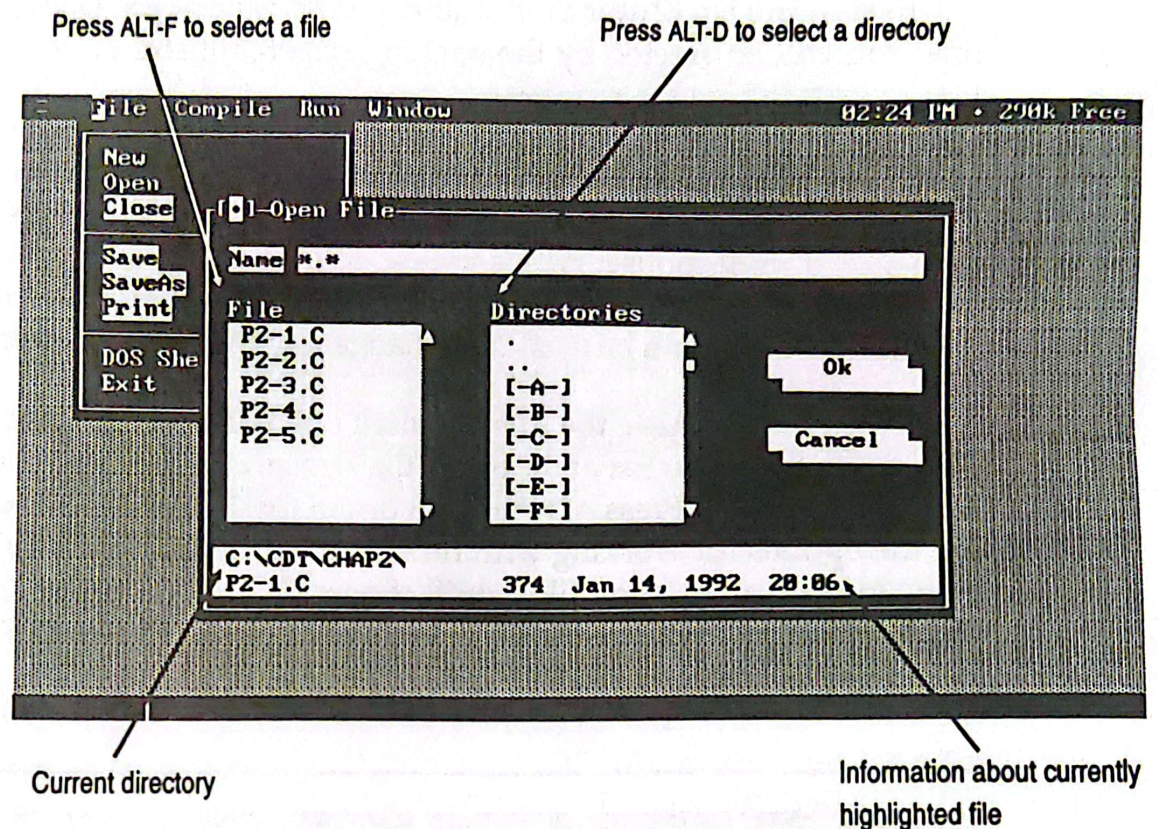 Press ALT-F to select a file
Press ALT-D to select a directory
File Compile Run Window 02:24 PM • 290k Free
New
Open
Close
Save
SaveAs
Print
DOS She
Exit
[•]-Open File
Name *.*
File
P2-1.C
P2-2.C
P2-3.C
P2-4.C
P2-5.C
Directories
.
..
[-A-]
[-B-]
[-C-]
[-D-]
[-E-]
[-F-]
Ok
Cancel
C:\CDT\CHAP2\
P2-1.C 374 Jan 14, 1992 20:06
Current directory
Information about currently
highlighted file